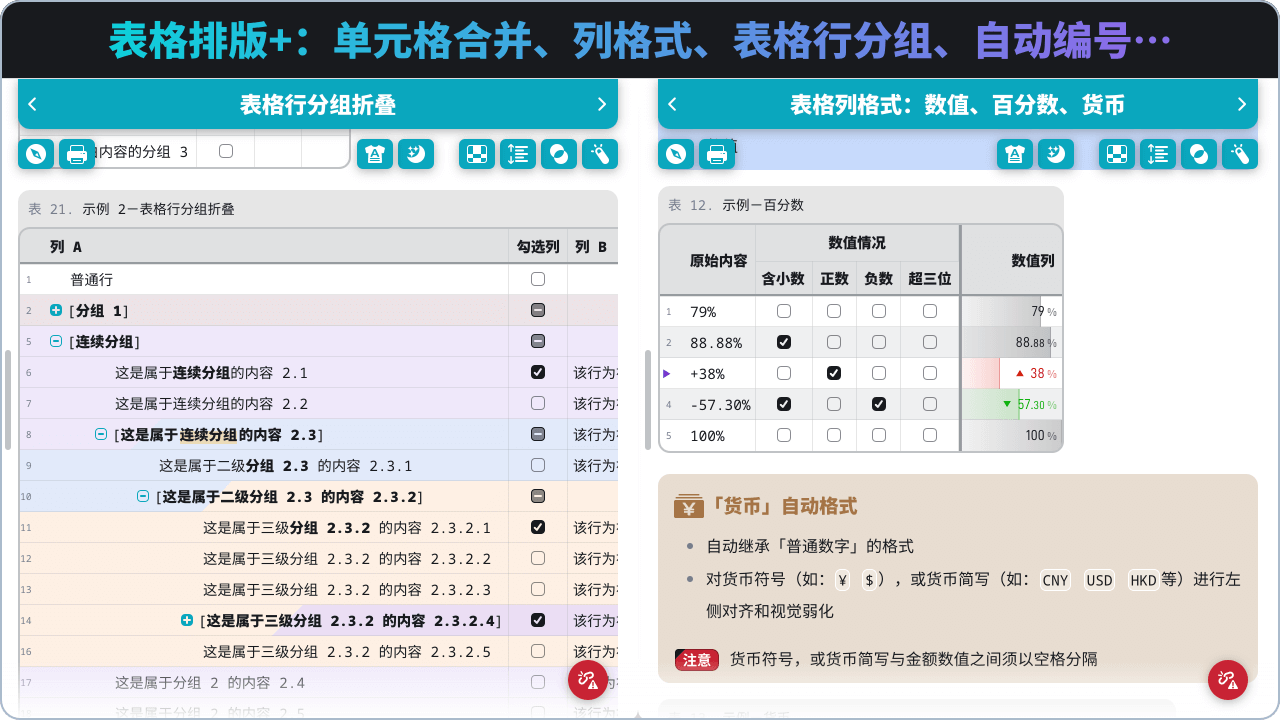 表格排版+：单元格合并、列格式、表格行分组、自动编号…
表格行分组折叠
内容的分组 3
表 21. 示例 2—表格行分组折叠
列 A 勾选列 列 B
1 普通行
2 [分组 1]
5 [连续分组]
6 这是属于连续分组的内容 2.1 该行为
7 这是属于连续分组的内容 2.2 该行为
8 [这是属于连续分组的内容 2.3]
9 这是属于二级分组 2.3 的内容 2.3.1 该行为
10 [这是属于二级分组 2.3 的内容 2.3.2]
11 这是属于三级分组 2.3.2 的内容 2.3.2.1 该行为
12 这是属于三级分组 2.3.2 的内容 2.3.2.2 该行为
13 这是属于三级分组 2.3.2 的内容 2.3.2.3 该行为
14 [这是属于三级分组 2.3.2 的内容 2.3.2.4] 该行为
16 这是属于三级分组 2.3.2 的内容 2.3.2.5 该行为
17 这是属于分组 2 的内容 2.4
18 这是属于分组 2 的内容 2.5
表格列格式：数值、百分数、货币
值
表 12. 示例—百分数
原始内容 数值情况 数值列
含小数 正数 负数 超三位
1 79% 79 %
2 88.88% 88.88 %
+38% ▲ 38 %
4 -57.30% ▼ 57.30 %
5 100% 100 %
¥「货币」自动格式
• 自动继承「普通数字」的格式
• 对货币符号（如：¥ $），或货币简写（如：CNY USD HKD等）进行左
侧对齐和视觉弱化
注意 货币符号，或货币简写与金额数值之间须以空格分隔
表 13. 示例—货币